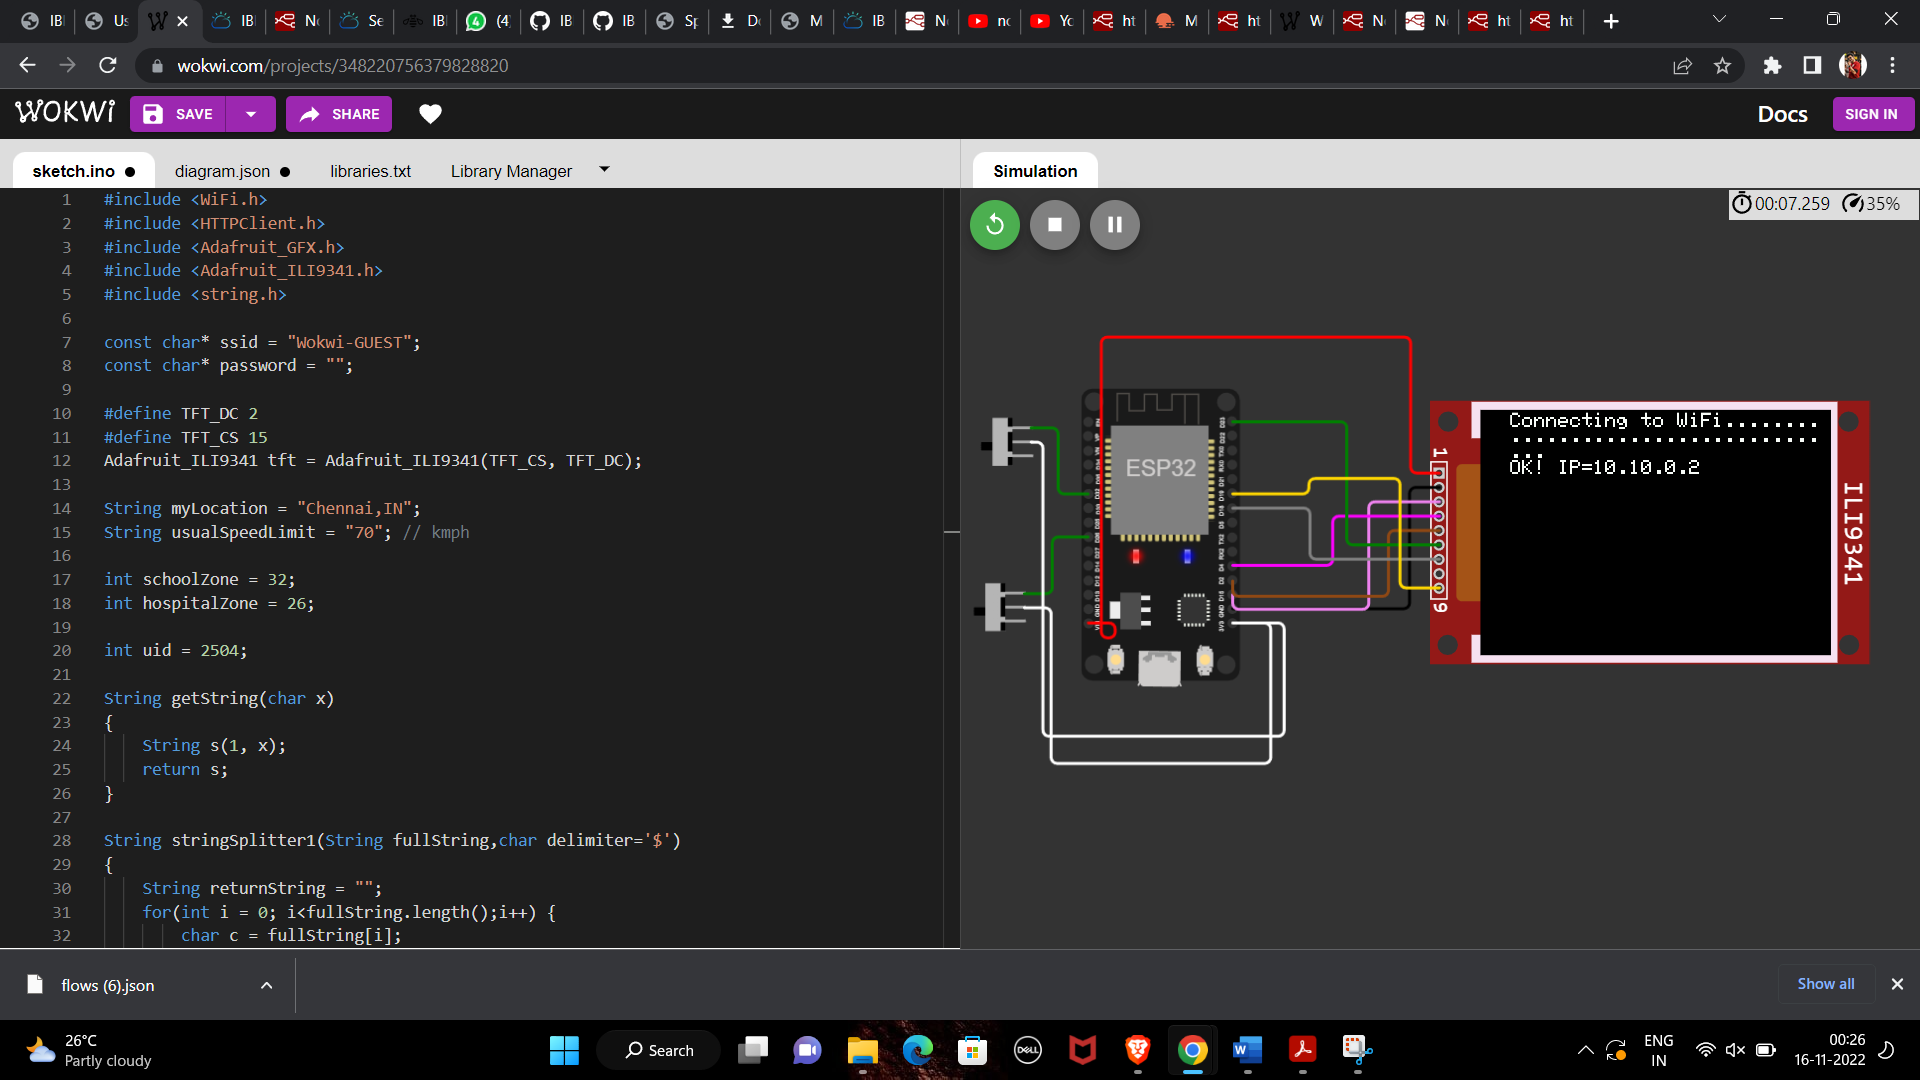 IB
Us
IB
No
Se
IB
(4
IB
IB
Sp
Do
M
IB
No
no
Yo
ht
M
ht
W
No
No
ht
ht
wokwi.com/projects/348220756379828820
WOKWi
SAVE
SHARE
Docs
SIGN IN
sketch.ino
diagram.json
libraries.txt
Library Manager
Simulation
1 #include <WiFi.h>
2 #include <HTTPClient.h>
3 #include <Adafruit_GFX.h>
4 #include <Adafruit_ILI9341.h>
5 #include <string.h>
6
7 const char* ssid = "Wokwi-GUEST";
8 const char* password = "";
9
10 #define TFT_DC 2
11 #define TFT_CS 15
12 Adafruit_ILI9341 tft = Adafruit_ILI9341(TFT_CS, TFT_DC);
13
14 String myLocation = "Chennai,IN";
15 String usualSpeedLimit = "70"; // kmph
16
17 int schoolZone = 32;
18 int hospitalZone = 26;
19
20 int uid = 2504;
21
22 String getString(char x)
23 {
24 String s(1, x);
25 return s;
26 }
27
28 String stringSplitter1(String fullString,char delimiter='$')
29 {
30 String returnString = "";
31 for(int i = 0; i<fullString.length();i++) {
32 char c = fullString[i];
00:07.259 35%
ESP32
Connecting to WiFi........
..........................
...
OK! IP=10.10.0.2
1
9
ILI9341
flows (6).json
Show all
26°C
Partly cloudy
Search
DELL
ENG
IN
00:26
16-11-2022